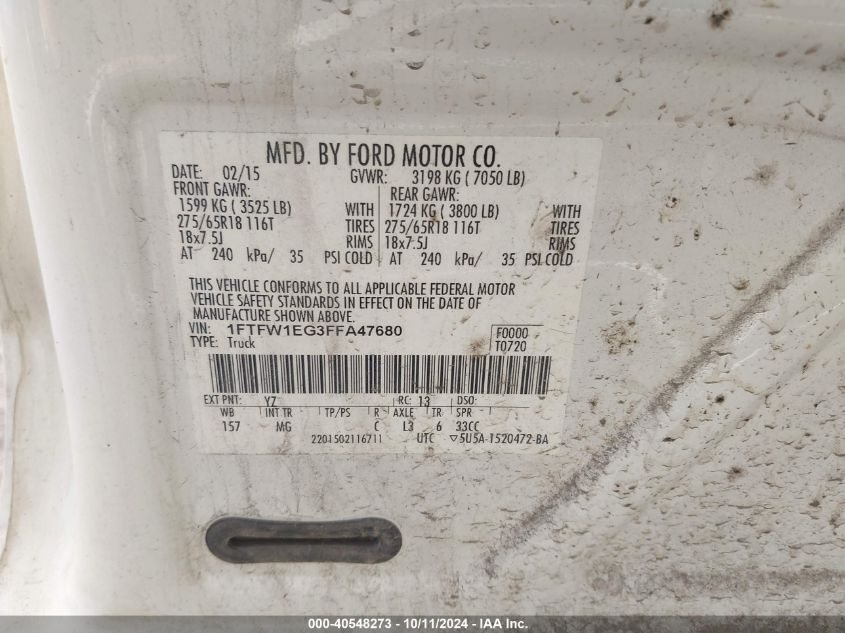 MFD. BY FORD MOTOR CO.
DATE: 02/15 GVWR: 3198 KG ( 7050 LB)
FRONT GAWR: REAR GAWR:
1599 KG ( 3525 LB) WITH 1724 KG ( 3800 LB) WITH
275/65R18 116T TIRES 275/65R18 116T TIRES
18x7.5J RIMS 18x7.5J RIMS
AT 240 kPa/ 35 PSI COLD AT 240 kPa/ 35 PSI COLD
THIS VEHICLE CONFORMS TO ALL APPLICABLE FEDERAL MOTOR
VEHICLE SAFETY STANDARDS IN EFFECT ON THE DATE OF
MANUFACTURE SHOWN ABOVE.
VIN: 1FTFW1EG3FFA47680 F0000
TYPE: Truck T0720
EXT PNT: YZ RC: 13 DSO:
WB INT TR TP/PS R AXLE TR SPR
157 MG C L3 6 33CC
2201502116711 UTC ▽5U5A-1520472-BA
000-40548273 - 10/11/2024 - IAA Inc.